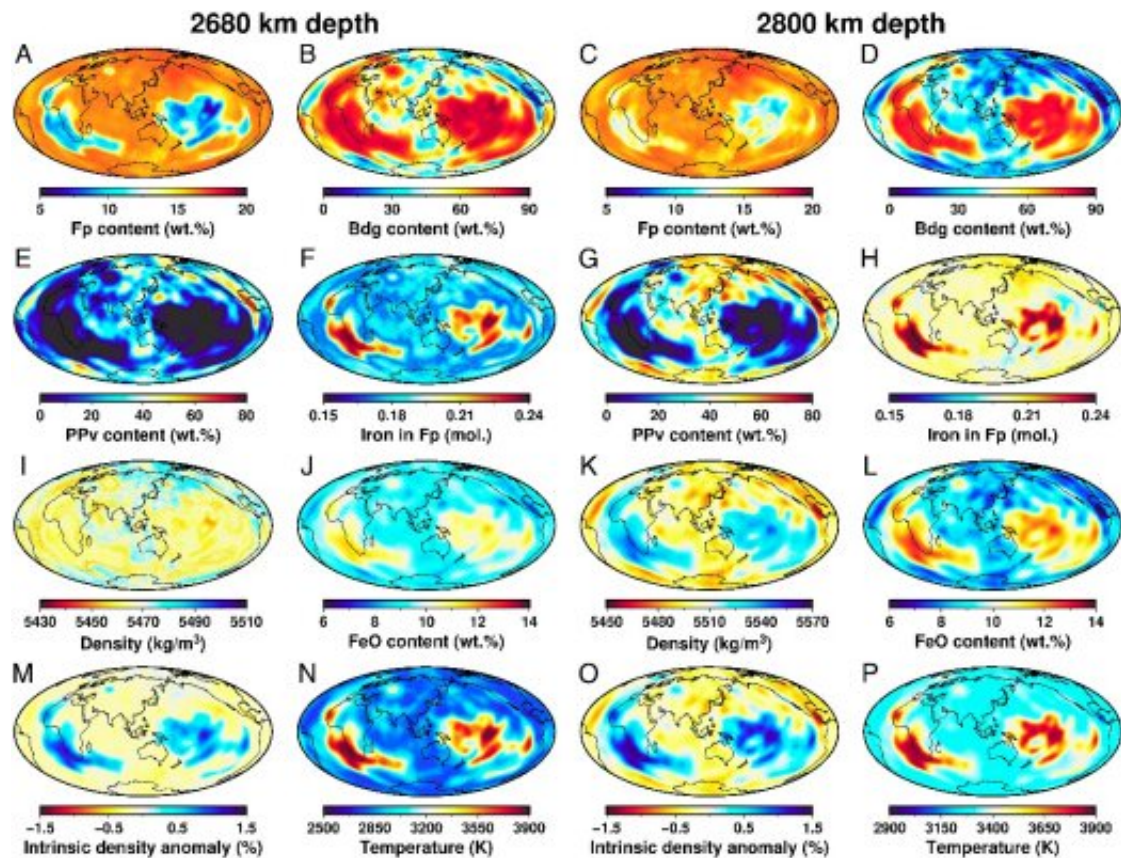 2680 km depth 2800 km depth
A B C D
5 10 15 20 0 30 60 90 5 10 15 20 0 30 60 90
Fp content (wt.%) Bdg content (wt.%) Fp content (wt.%) Bdg content (wt.%)
E F G H
0 20 40 60 80 0.15 0.18 0.21 0.24 0 20 40 60 80 0.15 0.18 0.21 0.24
PPv content (wt.%) Iron in Fp (mol.) PPv content (wt.%) Iron in Fp (mol.)
I J K L
5430 5450 5470 5490 5510 6 8 10 12 14 5450 5480 5510 5540 5570 6 8 10 12 14
Density (kg/m³) FeO content (wt.%) Density (kg/m³) FeO content (wt.%)
M N O P
−1.5 −0.5 0.5 1.5 2500 2850 3200 3550 3900 −1.5 −0.5 0.5 1.5 2900 3150 3400 3650 3900
Intrinsic density anomaly (%) Temperature (K) Intrinsic density anomaly (%) Temperature (K)